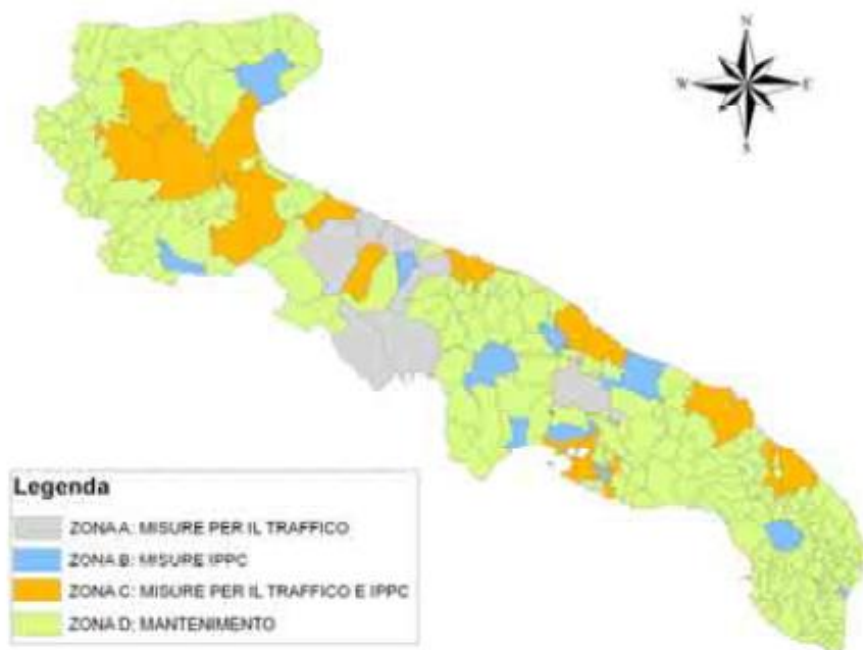 N
W
E
S
Legenda
ZONA A: MISURE PER IL TRAFFICO
ZONA B: MISURE IPPC
ZONA C: MISURE PER IL TRAFFICO E IPPC
ZONA D: MANTENIMENTO